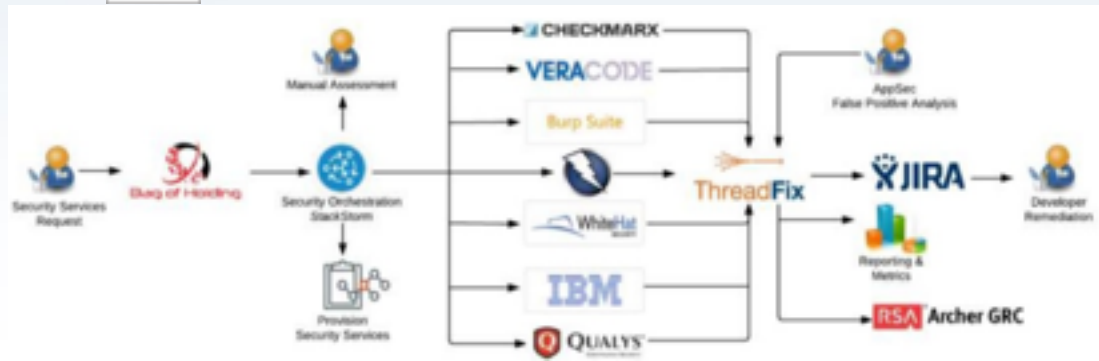 Security Services
Request
Bag of Holding
Manual Assessment
Security Orchestration
StackStorm
Provision
Security Services
CHECKMARX
VERACODE
Burp Suite
WhiteHat
SECURITY
IBM
QUALYS
ThreadFix
AppSec
False Positive Analysis
JIRA
Developer
Remediation
Reporting &
Metrics
RSA Archer GRC